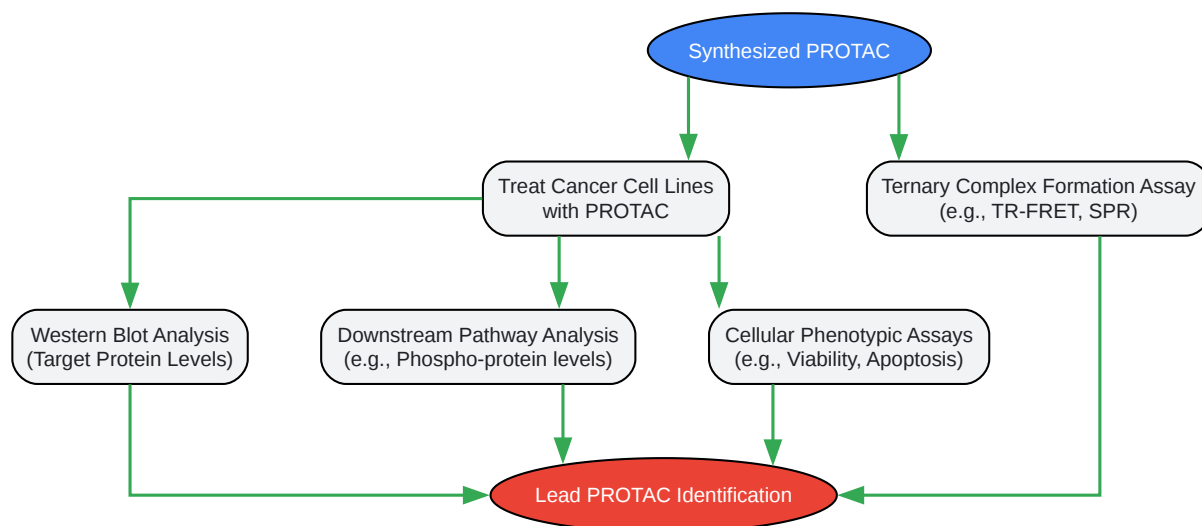 Synthesized PROTAC
Treat Cancer Cell Lines
with PROTAC
Ternary Complex Formation Assay
(e.g., TR-FRET, SPR)
Western Blot Analysis
(Target Protein Levels)
Downstream Pathway Analysis
(e.g., Phospho-protein levels)
Cellular Phenotypic Assays
(e.g., Viability, Apoptosis)
Lead PROTAC Identification